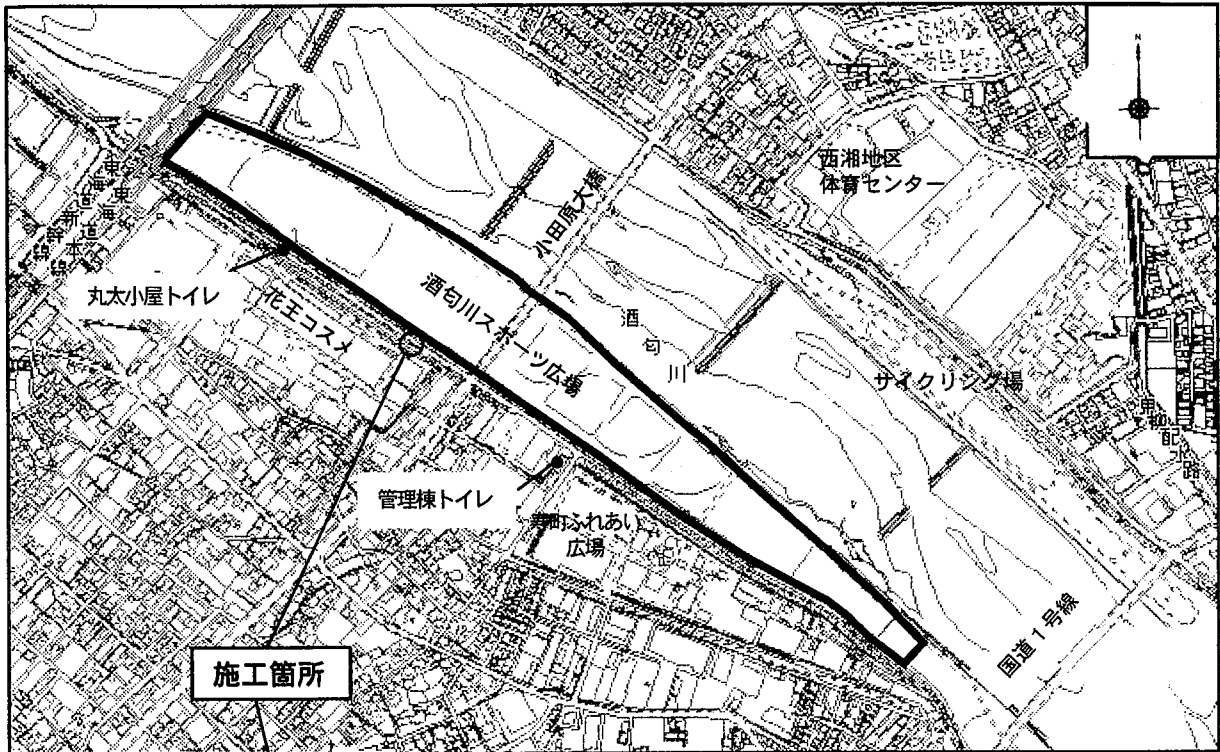 N
西湘地区
体育センター
東海道新幹線
東海道本線
小田原大橋
丸太小屋トイレ
花王コスメ
酒匂川スポーツ広場
酒匂川
サイクリング場
管理棟トイレ
寿町ふれあい
広場
国道1号線
施工箇所